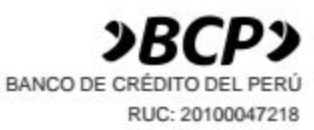 BCP
BANCO DE CRÉDITO DEL PERÚ
RUC: 20100047218